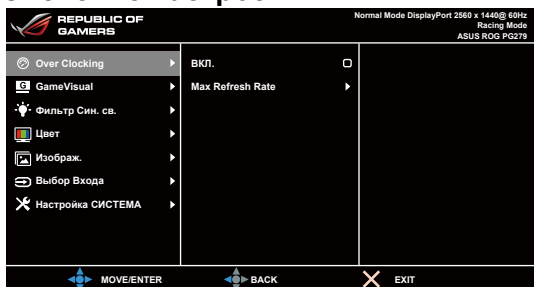 REPUBLIC OF
GAMERS
Normal Mode DisplayPort 2560 x 1440@ 60Hz
Racing Mode
ASUS ROG PG279
Over Clocking
ВКЛ.
GameVisual
Max Refresh Rate
Фильтр Син. св.
Цвет
Изображ.
Выбор Входа
Настройка СИСТЕМА
MOVE/ENTER
BACK
EXIT